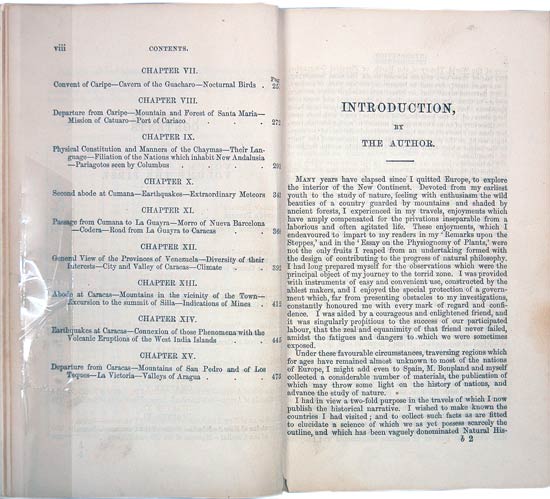 viii CONTENTS.
CHAPTER VII.
Page
Convent of Caripe—Cavern of the Guacharo—Nocturnal Birds . 25
CHAPTER VIII.
Departure from Caripe—Mountain and Forest of Santa Maria—
Mission of Catuaro—Port of Cariaco . . . 272
CHAPTER IX.
Physical Constitution and Manners of the Chaymas—Their Lan-
guage—Filiation of the Nations which inhabit New Andalusia
—Pariagotos seen by Columbus . . . 291
CHAPTER X.
Second abode at Cumana—Earthquakes—Extraordinary Meteors 341
CHAPTER XI.
Passage from Cumana to La Guayra—Morro of Nueva Barcelona
—Codera—Road from La Guayra to Caracas . . 360
CHAPTER XII.
General View of the Provinces of Venezuela—Diversity of their
Interests—City and Valley of Caracas—Climate . . 392
CHAPTER XIII.
Abode at Caracas—Mountains in the vicinity of the Town—
Excursion to the summit of Silla—Indications of Mines . 412
CHAPTER XIV.
Earthquakes at Caracas—Connexion of those Phenomena with the
Volcanic Eruptions of the West India Islands . . 445
CHAPTER XV.
Departure from Caracas—Mountains of San Pedro and of Los
Teques—La Victoria—Valleys of Aragua . . . 475
INTRODUCTION,
BY
THE AUTHOR.
MANY years have elapsed since I quitted Europe, to explore
the interior of the New Continent. Devoted from my earliest
youth to the study of nature, feeling with enthusiasm the wild
beauties of a country guarded by mountains and shaded by
ancient forests, I experienced in my travels, enjoyments which
have amply compensated for the privations inseparable from
a laborious and often agitated life. These enjoyments, which I
endeavoured to impart to my readers in my 'Remarks upon the
Steppes,' and in the 'Essay on the Physiognomy of Plants,' were
not the only fruits I reaped from an undertaking formed with
the design of contributing to the progress of natural philosophy.
I had long prepared myself for the observations which were the
principal object of my journey to the torrid zone. I was provided
with instruments of easy and convenient use, constructed by the
ablest makers, and I enjoyed the special protection of a govern-
ment which, far from presenting obstacles to my investigations,
constantly honoured me with every mark of regard and confi-
dence. I was aided by a courageous and enlightened friend, and
it was singularly propitious to the success of our participated
labour, that the zeal and equanimity of that friend never failed,
amidst the fatigues and dangers to which we were sometimes
exposed.
Under these favourable circumstances, traversing regions which
for ages have remained almost unknown to most of the nations
of Europe, I might add even to Spain, M. Bonpland and myself
collected a considerable number of materials, the publication of
which may throw some light on the history of nations, and
advance the study of nature.
I had in view a two-fold purpose in the travels of which I now
publish the historical narrative. I wished to make known the
countries I had visited; and to collect such facts as are fitted
to elucidate a science of which we as yet possess scarcely the
outline, and which has been vaguely denominated Natural His-
b 2